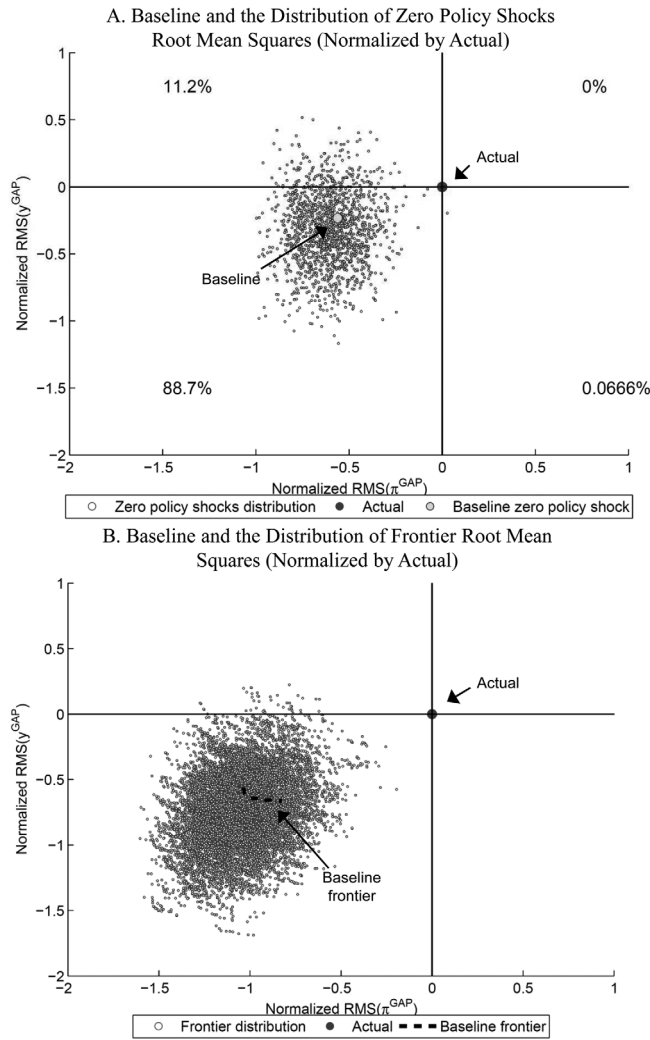 A. Baseline and the Distribution of Zero Policy Shocks
Root Mean Squares (Normalized by Actual)
1
11.2%
0%
0.5
Actual
0
Normalized RMS(y^GAP)
−0.5
Baseline
−1
−1.5
88.7%
0.0666%
−2
−2
−1.5
−1
−0.5
0
0.5
1
Normalized RMS(π^GAP)
Zero policy shocks distribution Actual Baseline zero policy shock
B. Baseline and the Distribution of Frontier Root Mean
Squares (Normalized by Actual)
1
0.5
Actual
0
Normalized RMS(y^GAP)
−0.5
−1
Baseline
frontier
−1.5
−2
−2
−1.5
−1
−0.5
0
0.5
1
Normalized RMS(π^GAP)
Frontier distribution Actual Baseline frontier